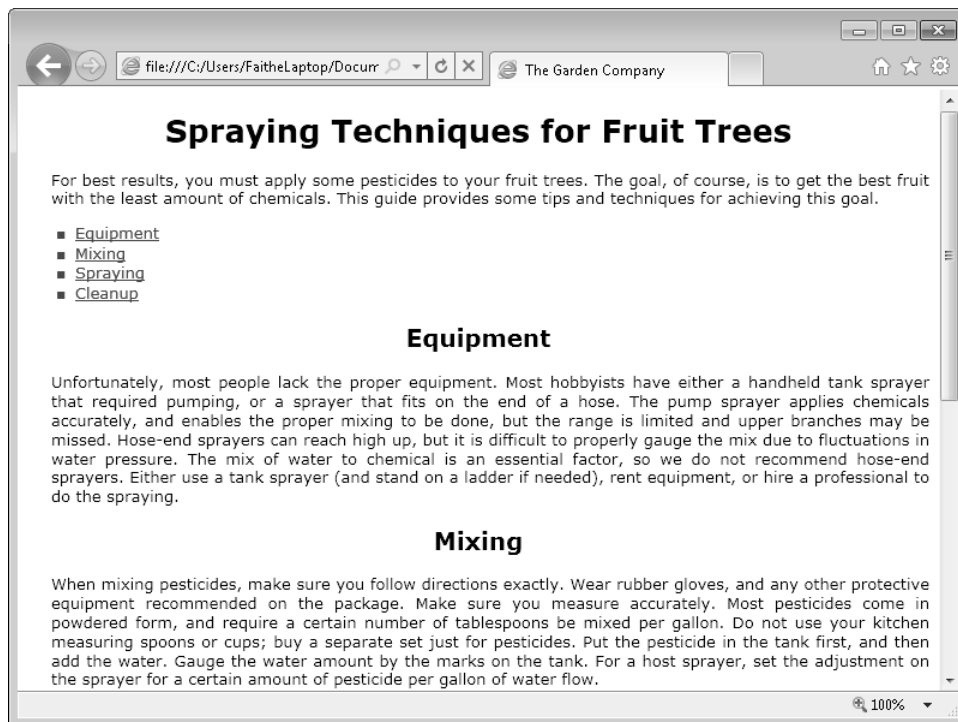 file:///C:/Users/FaitheLaptop/Docum
The Garden Company
Spraying Techniques for Fruit Trees
For best results, you must apply some pesticides to your fruit trees. The goal, of course, is to get the best fruit
with the least amount of chemicals. This guide provides some tips and techniques for achieving this goal.
Equipment
Mixing
Spraying
Cleanup
Equipment
Unfortunately, most people lack the proper equipment. Most hobbyists have either a handheld tank sprayer
that required pumping, or a sprayer that fits on the end of a hose. The pump sprayer applies chemicals
accurately, and enables the proper mixing to be done, but the range is limited and upper branches may be
missed. Hose-end sprayers can reach high up, but it is difficult to properly gauge the mix due to fluctuations in
water pressure. The mix of water to chemical is an essential factor, so we do not recommend hose-end
sprayers. Either use a tank sprayer (and stand on a ladder if needed), rent equipment, or hire a professional to
do the spraying.
Mixing
When mixing pesticides, make sure you follow directions exactly. Wear rubber gloves, and any other protective
equipment recommended on the package. Make sure you measure accurately. Most pesticides come in
powdered form, and require a certain number of tablespoons be mixed per gallon. Do not use your kitchen
measuring spoons or cups; buy a separate set just for pesticides. Put the pesticide in the tank first, and then
add the water. Gauge the water amount by the marks on the tank. For a host sprayer, set the adjustment on
the sprayer for a certain amount of pesticide per gallon of water flow.
100%